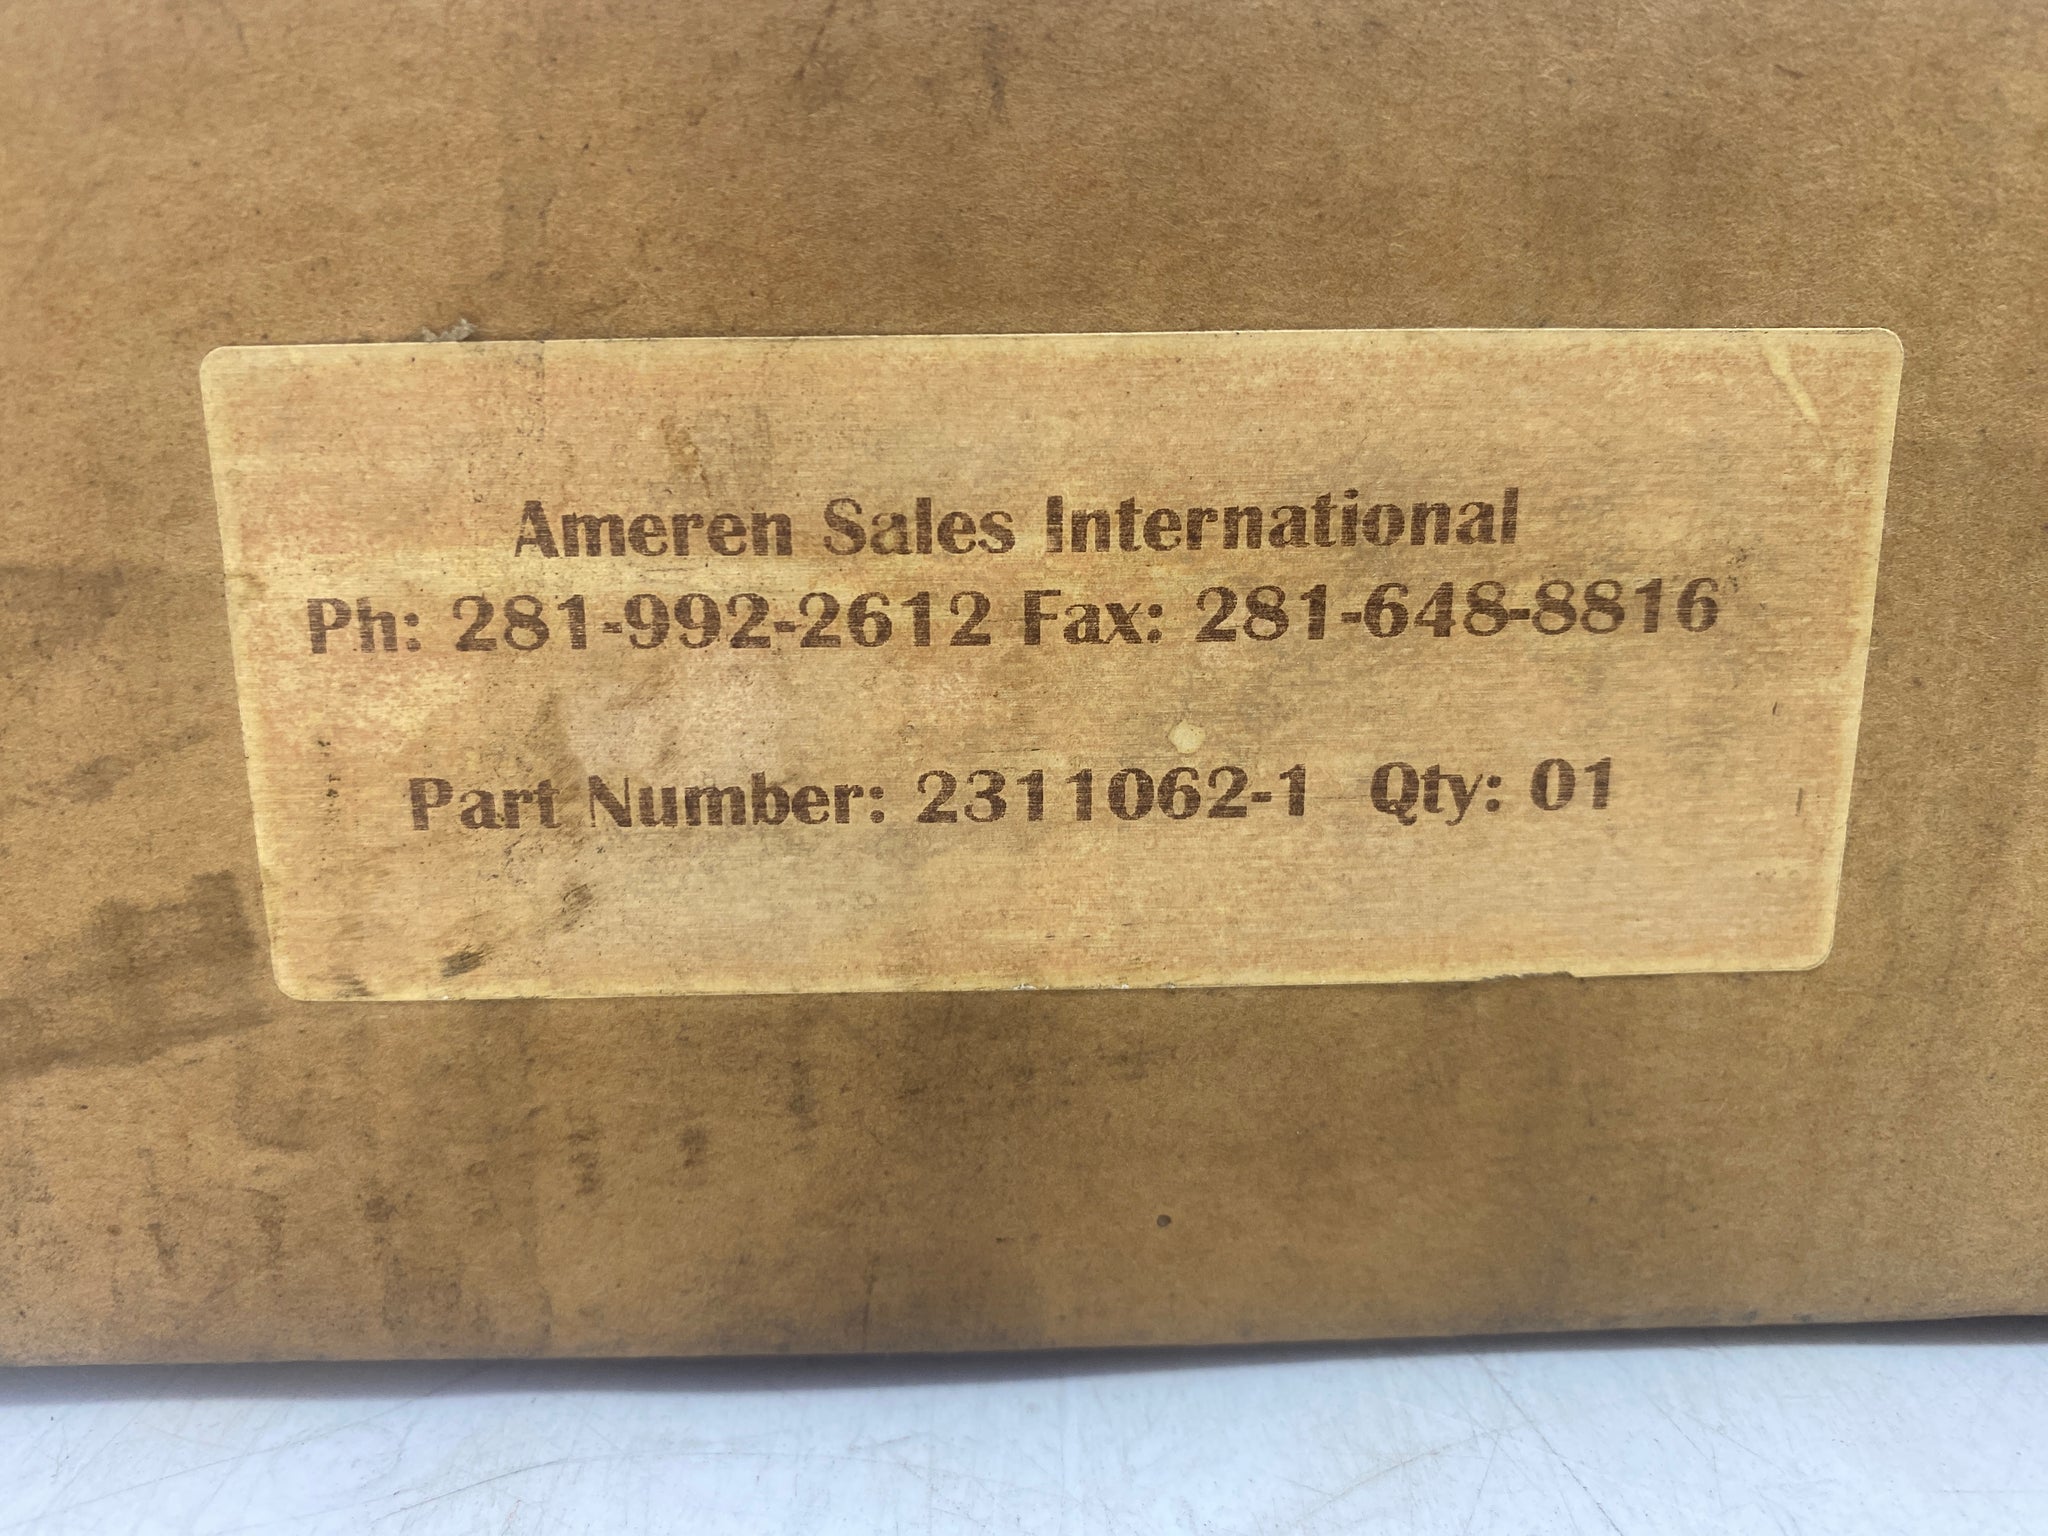 Ameren Sales International
Ph: 281-992-2612 Fax: 281-648-8816
Part Number: 2311062-1 Qty: 01